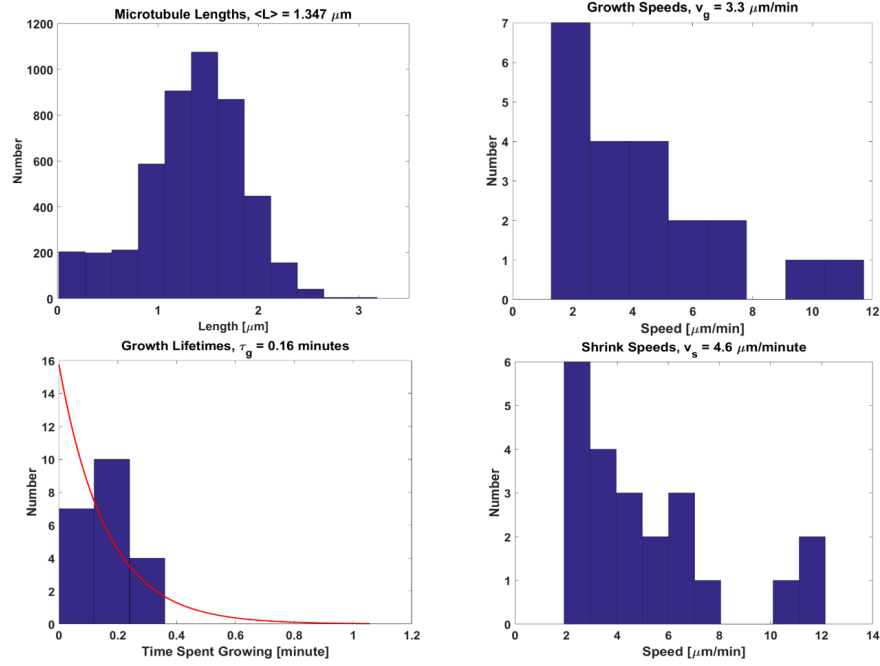 Microtubule Lengths, <L> = 1.347 μm
1200
1000
800
600
400
200
0
Number
0 1 2 3
Length [μm]
Growth Speeds, v_g = 3.3 μm/min
7
6
5
4
3
2
1
0
Number
2 4 6 8 10 12
Speed [μm/min]
Growth Lifetimes, τ_g = 0.16 minutes
16
14
12
10
8
6
4
2
0
Number
0 0.2 0.4 0.6 0.8 1 1.2
Time Spent Growing [minute]
Shrink Speeds, v_s = 4.6 μm/minute
6
5
4
3
2
1
0
Number
0 2 4 6 8 10 12 14
Speed [μm/min]